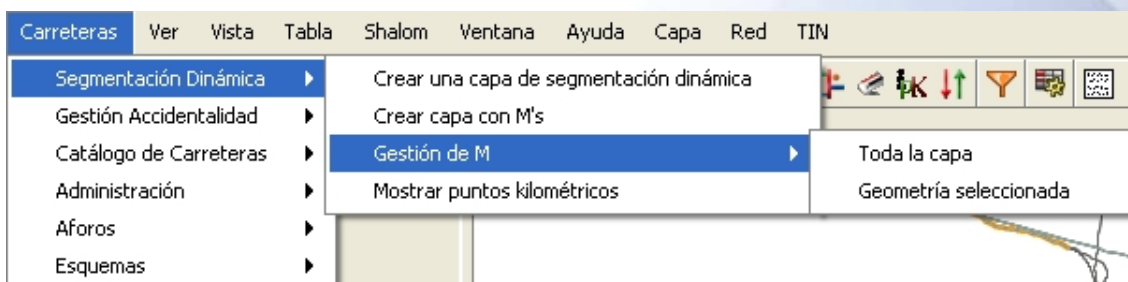 Carreteras Ver Vista Tabla Shalom Ventana Ayuda Capa Red TIN
Segmentación Dinámica
Gestión Accidentalidad
Catálogo de Carreteras
Administración
Aforos
Esquemas
Crear una capa de segmentación dinámica
Crear capa con M's
Gestión de M
Mostrar puntos kilométricos
Toda la capa
Geometría seleccionada